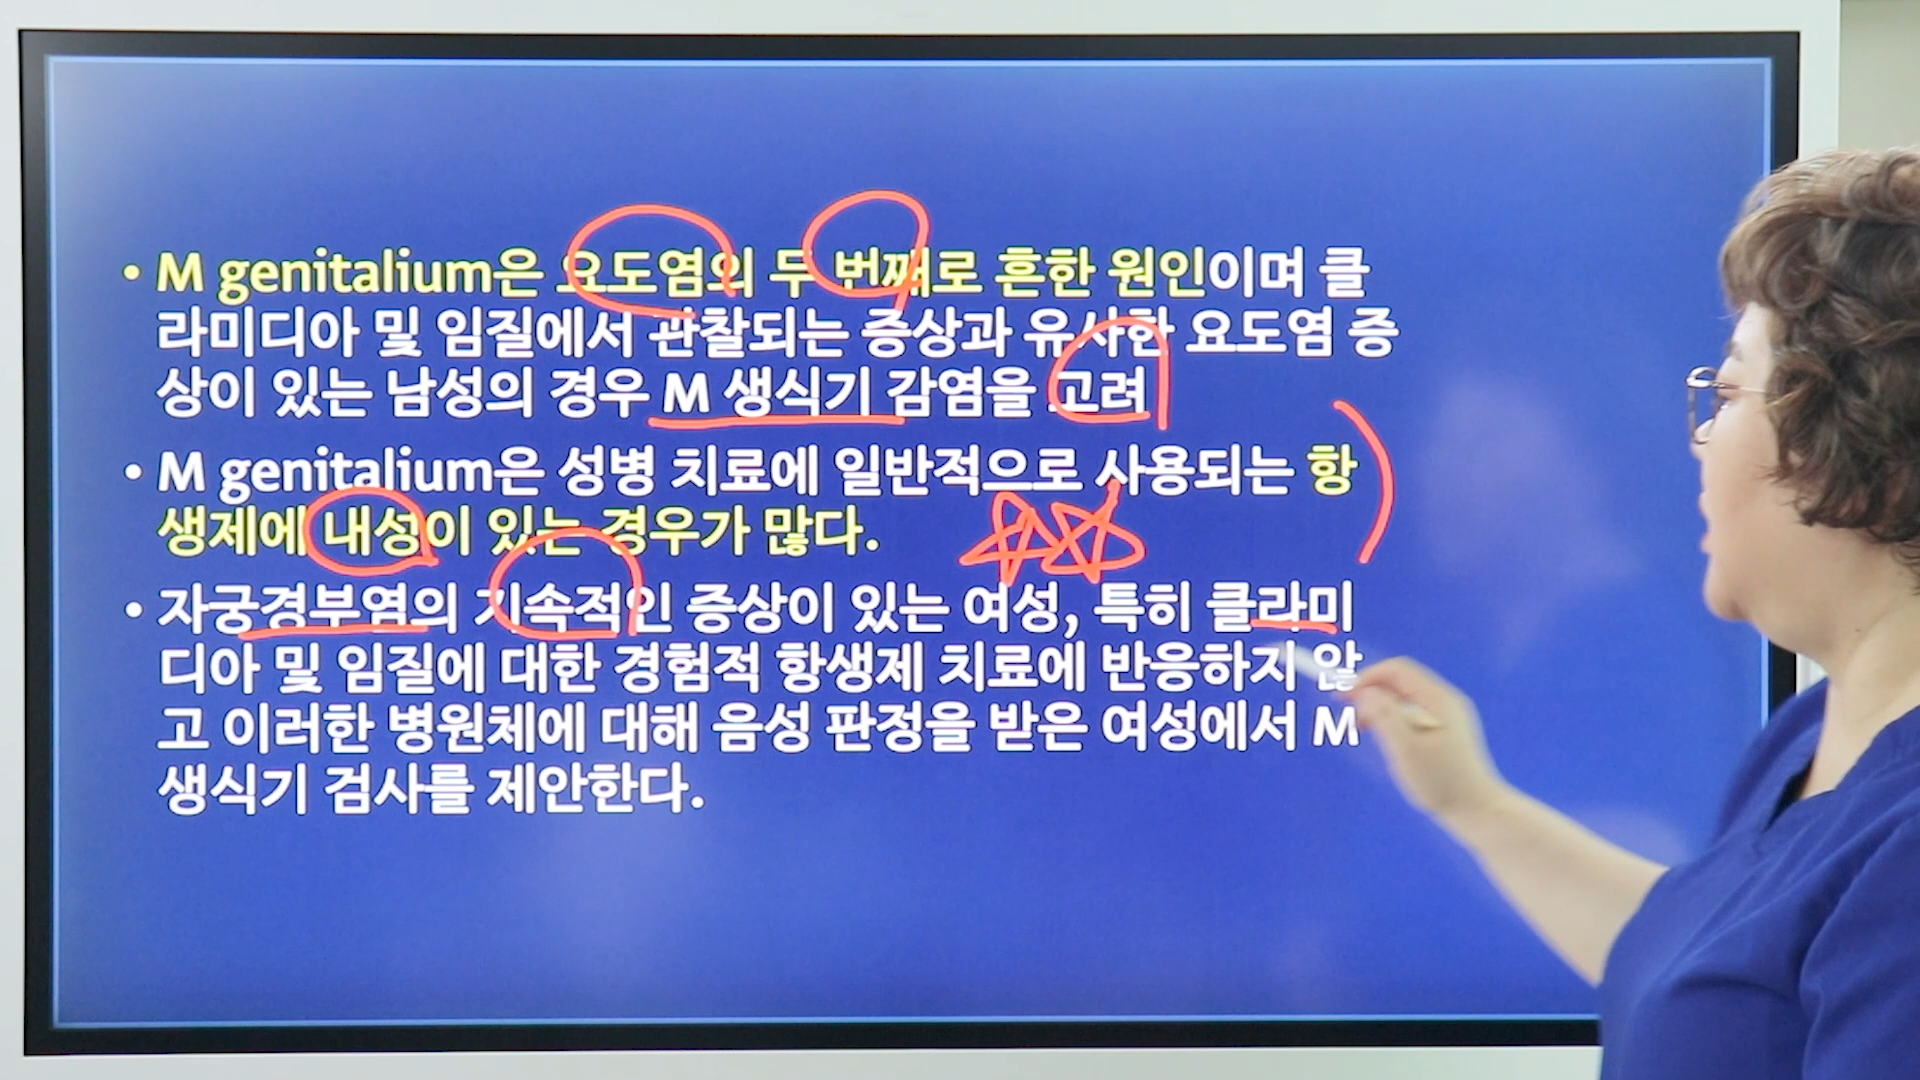 • M genitalium은 요도염의 두 번째로 흔한 원인이며 클
라미디아 및 임질에서 관찰되는 증상과 유사한 요도염 증
상이 있는 남성의 경우 M 생식기 감염을 고려
• M genitalium은 성병 치료에 일반적으로 사용되는 항
생제에 내성이 있는 경우가 많다.
• 자궁경부염의 지속적인 증상이 있는 여성, 특히 클라미
디아 및 임질에 대한 경험적 항생제 치료에 반응하지 않
고 이러한 병원체에 대해 음성 판정을 받은 여성에서 M
생식기 검사를 제안한다.